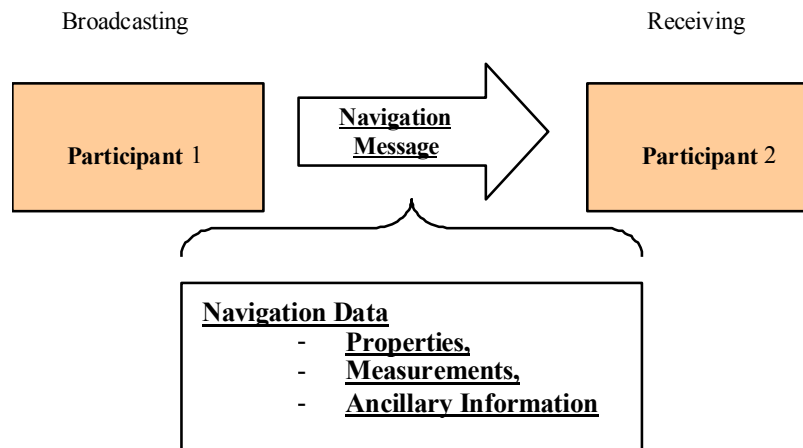 Broadcasting
Receiving
Participant 1
Navigation
Message
Participant 2
Navigation Data
- Properties,
- Measurements,
- Ancillary Information